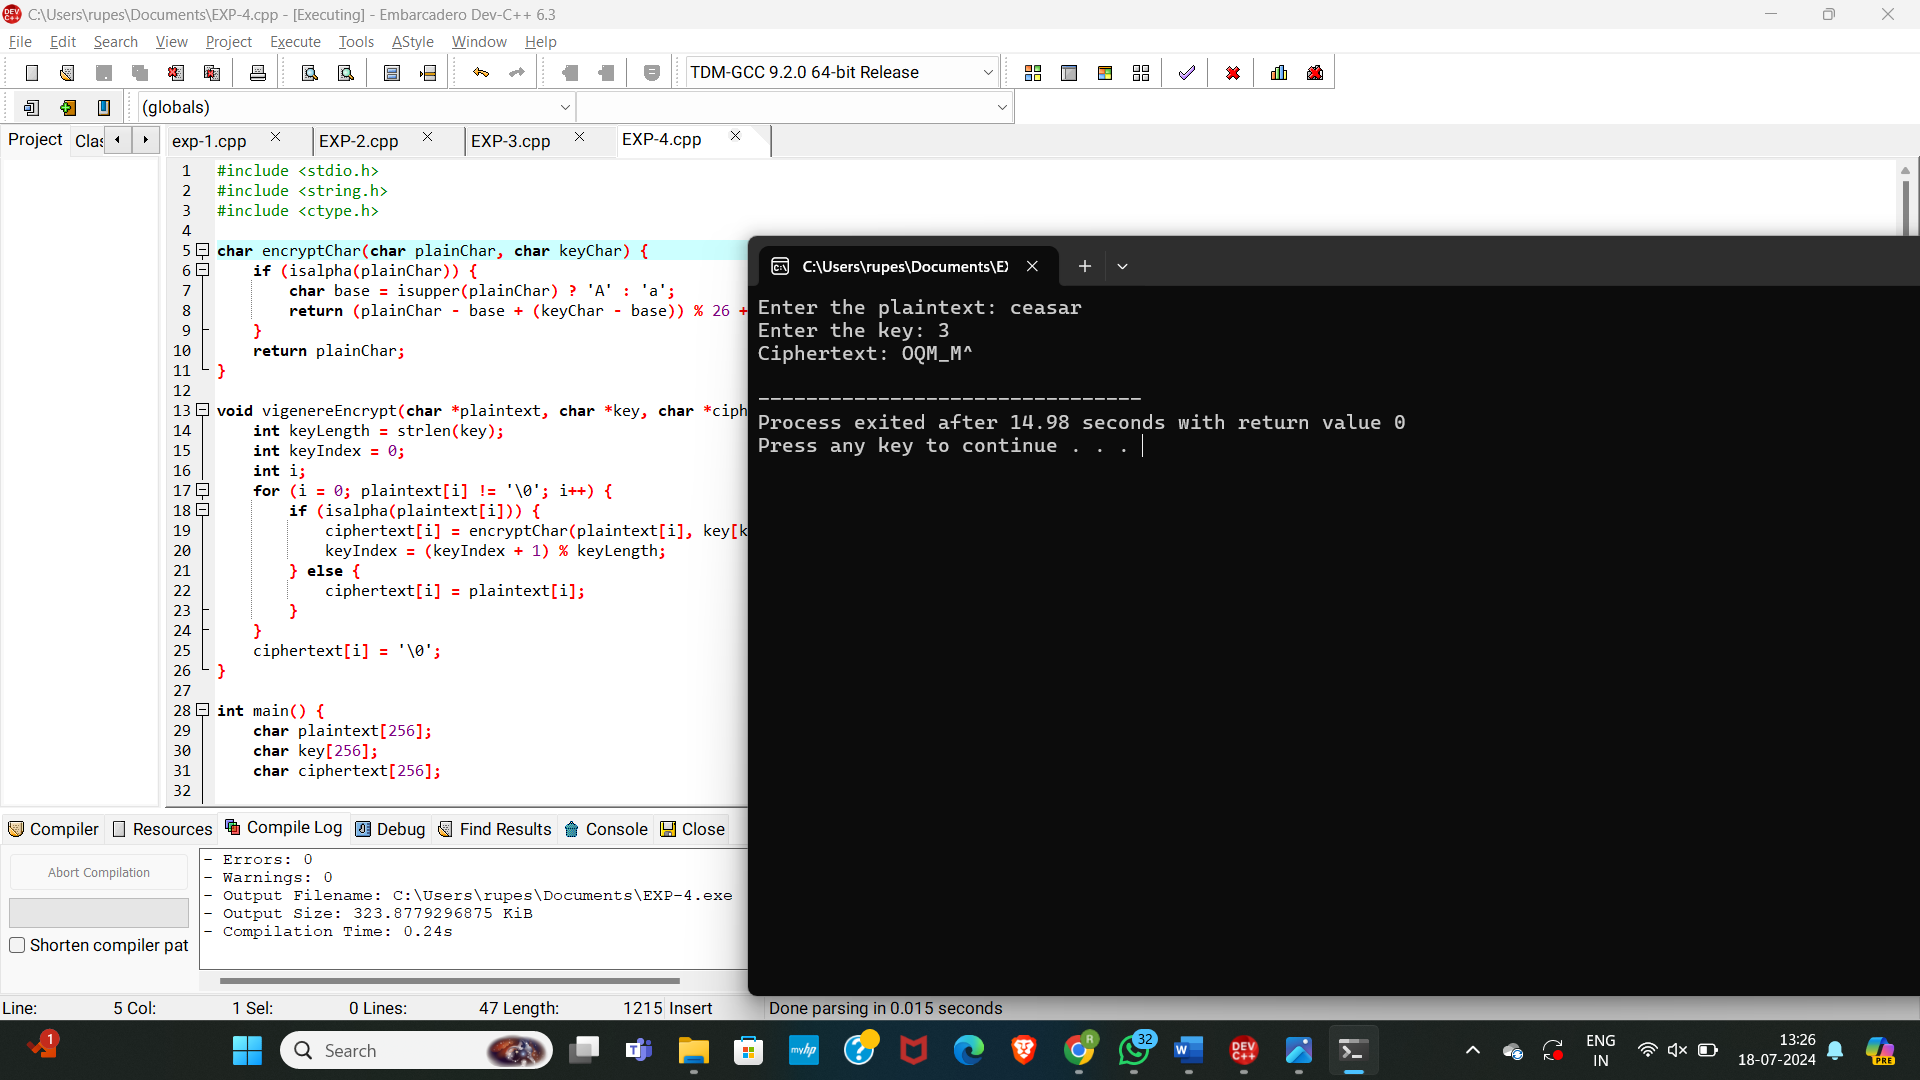 C:\Users\rupes\Documents\EXP-4.cpp - [Executing] - Embarcadero Dev-C++ 6.3
File Edit Search View Project Execute Tools AStyle Window Help
TDM-GCC 9.2.0 64-bit Release
(globals)
Project Clas exp-1.cpp EXP-2.cpp EXP-3.cpp EXP-4.cpp
1 #include <stdio.h>
2 #include <string.h>
3 #include <ctype.h>
4
5 char encryptChar(char plainChar, char keyChar) {
6 if (isalpha(plainChar)) {
7 char base = isupper(plainChar) ? 'A' : 'a';
8 return (plainChar - base + (keyChar - base)) % 26 +
9 }
10 return plainChar;
11 }
12
13 void vigenereEncrypt(char *plaintext, char *key, char *ciph
14 int keyLength = strlen(key);
15 int keyIndex = 0;
16 int i;
17 for (i = 0; plaintext[i] != '\0'; i++) {
18 if (isalpha(plaintext[i])) {
19 ciphertext[i] = encryptChar(plaintext[i], key[k
20 keyIndex = (keyIndex + 1) % keyLength;
21 } else {
22 ciphertext[i] = plaintext[i];
23 }
24 }
25 ciphertext[i] = '\0';
26 }
27
28 int main() {
29 char plaintext[256];
30 char key[256];
31 char ciphertext[256];
32
C:\Users\rupes\Documents\E)
Enter the plaintext: ceasar
Enter the key: 3
Ciphertext: OQM_M^
--------------------------------
Process exited after 14.98 seconds with return value 0
Press any key to continue . . .
Compiler Resources Compile Log Debug Find Results Console Close
Abort Compilation
Shorten compiler pat
- Errors: 0
- Warnings: 0
- Output Filename: C:\Users\rupes\Documents\EXP-4.exe
- Output Size: 323.8779296875 KiB
- Compilation Time: 0.24s
Line: 5 Col: 1 Sel: 0 Lines: 47 Length: 1215 Insert Done parsing in 0.015 seconds
1
Search
myhp
R
32
W
DEV C++
ENG
IN
13:26
18-07-2024
PRE